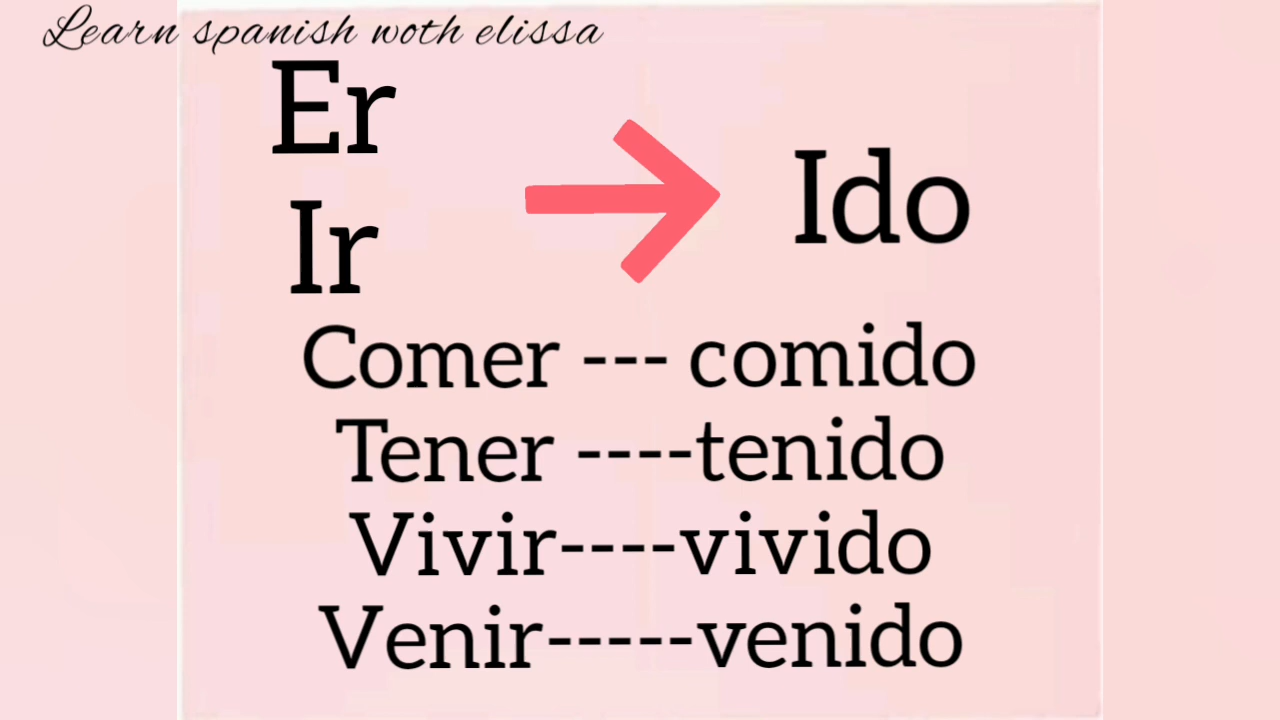 Learn spanish woth elissa
Er
Ir
Ido
Comer --- comido
Tener ----tenido
Vivir----vivido
Venir-----venido